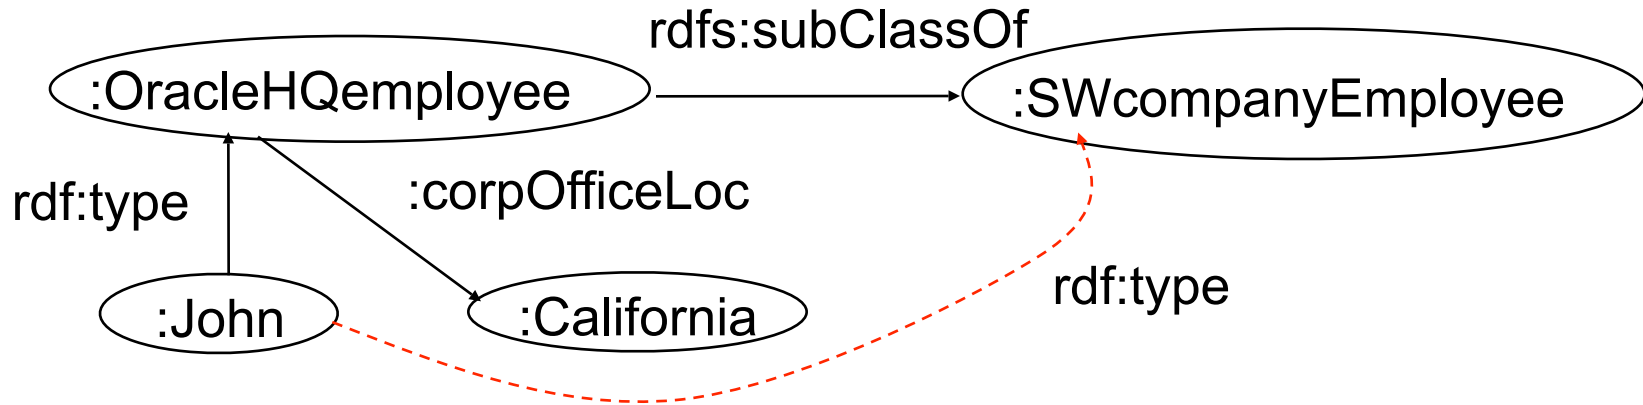 rdfs:subClassOf
:OracleHQemployee
:SWcompanyEmployee
rdf:type
:corpOfficeLoc
rdf:type
:John
:California